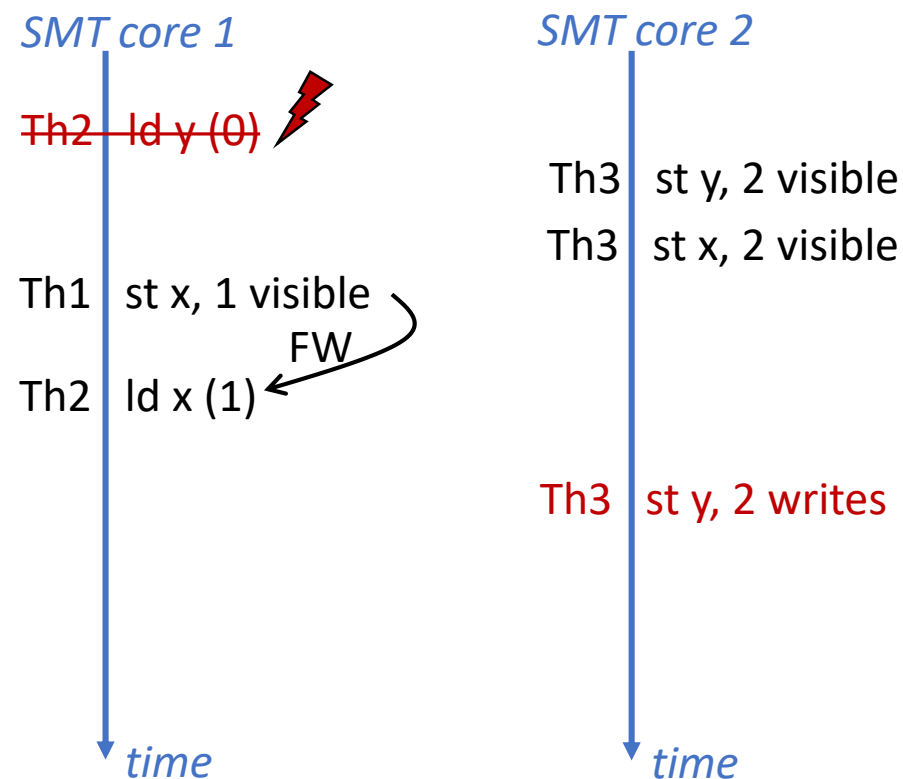 SMT core 1
Th2 ld y (0)
Th1 st x, 1 visible
FW
Th2 ld x (1)
time
SMT core 2
Th3 st y, 2 visible
Th3 st x, 2 visible
Th3 st y, 2 writes
time